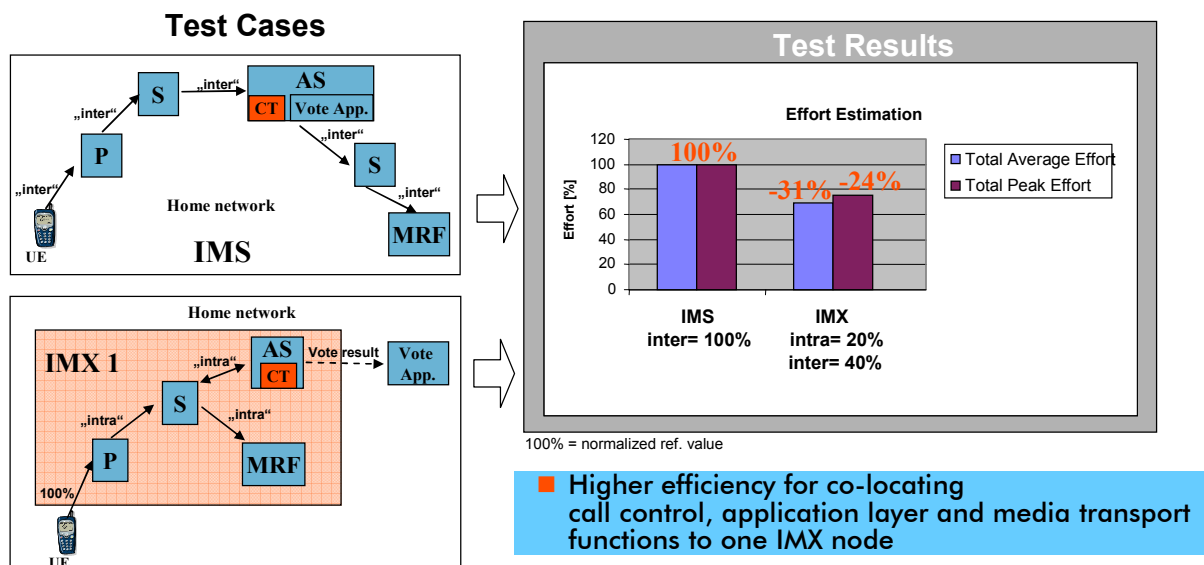 Test Cases
„inter“
AS
S
CT
Vote App.
„inter“
„inter“
P
S
„inter“
„inter“
Home network
MRF
UE
IMS
Home network
IMX 1
AS
Vote result
Vote
App.
„intra“
CT
S
„intra“
„intra“
P
MRF
100%
UE
Test Results
Effort Estimation
120
100
80
60
40
20
0
Effort [%]
100%
-31%
-24%
Total Average Effort
Total Peak Effort
IMS
inter= 100%
IMX
intra= 20%
inter= 40%
100% = normalized ref. value
Higher efficiency for co-locating
call control, application layer and media transport
functions to one IMX node